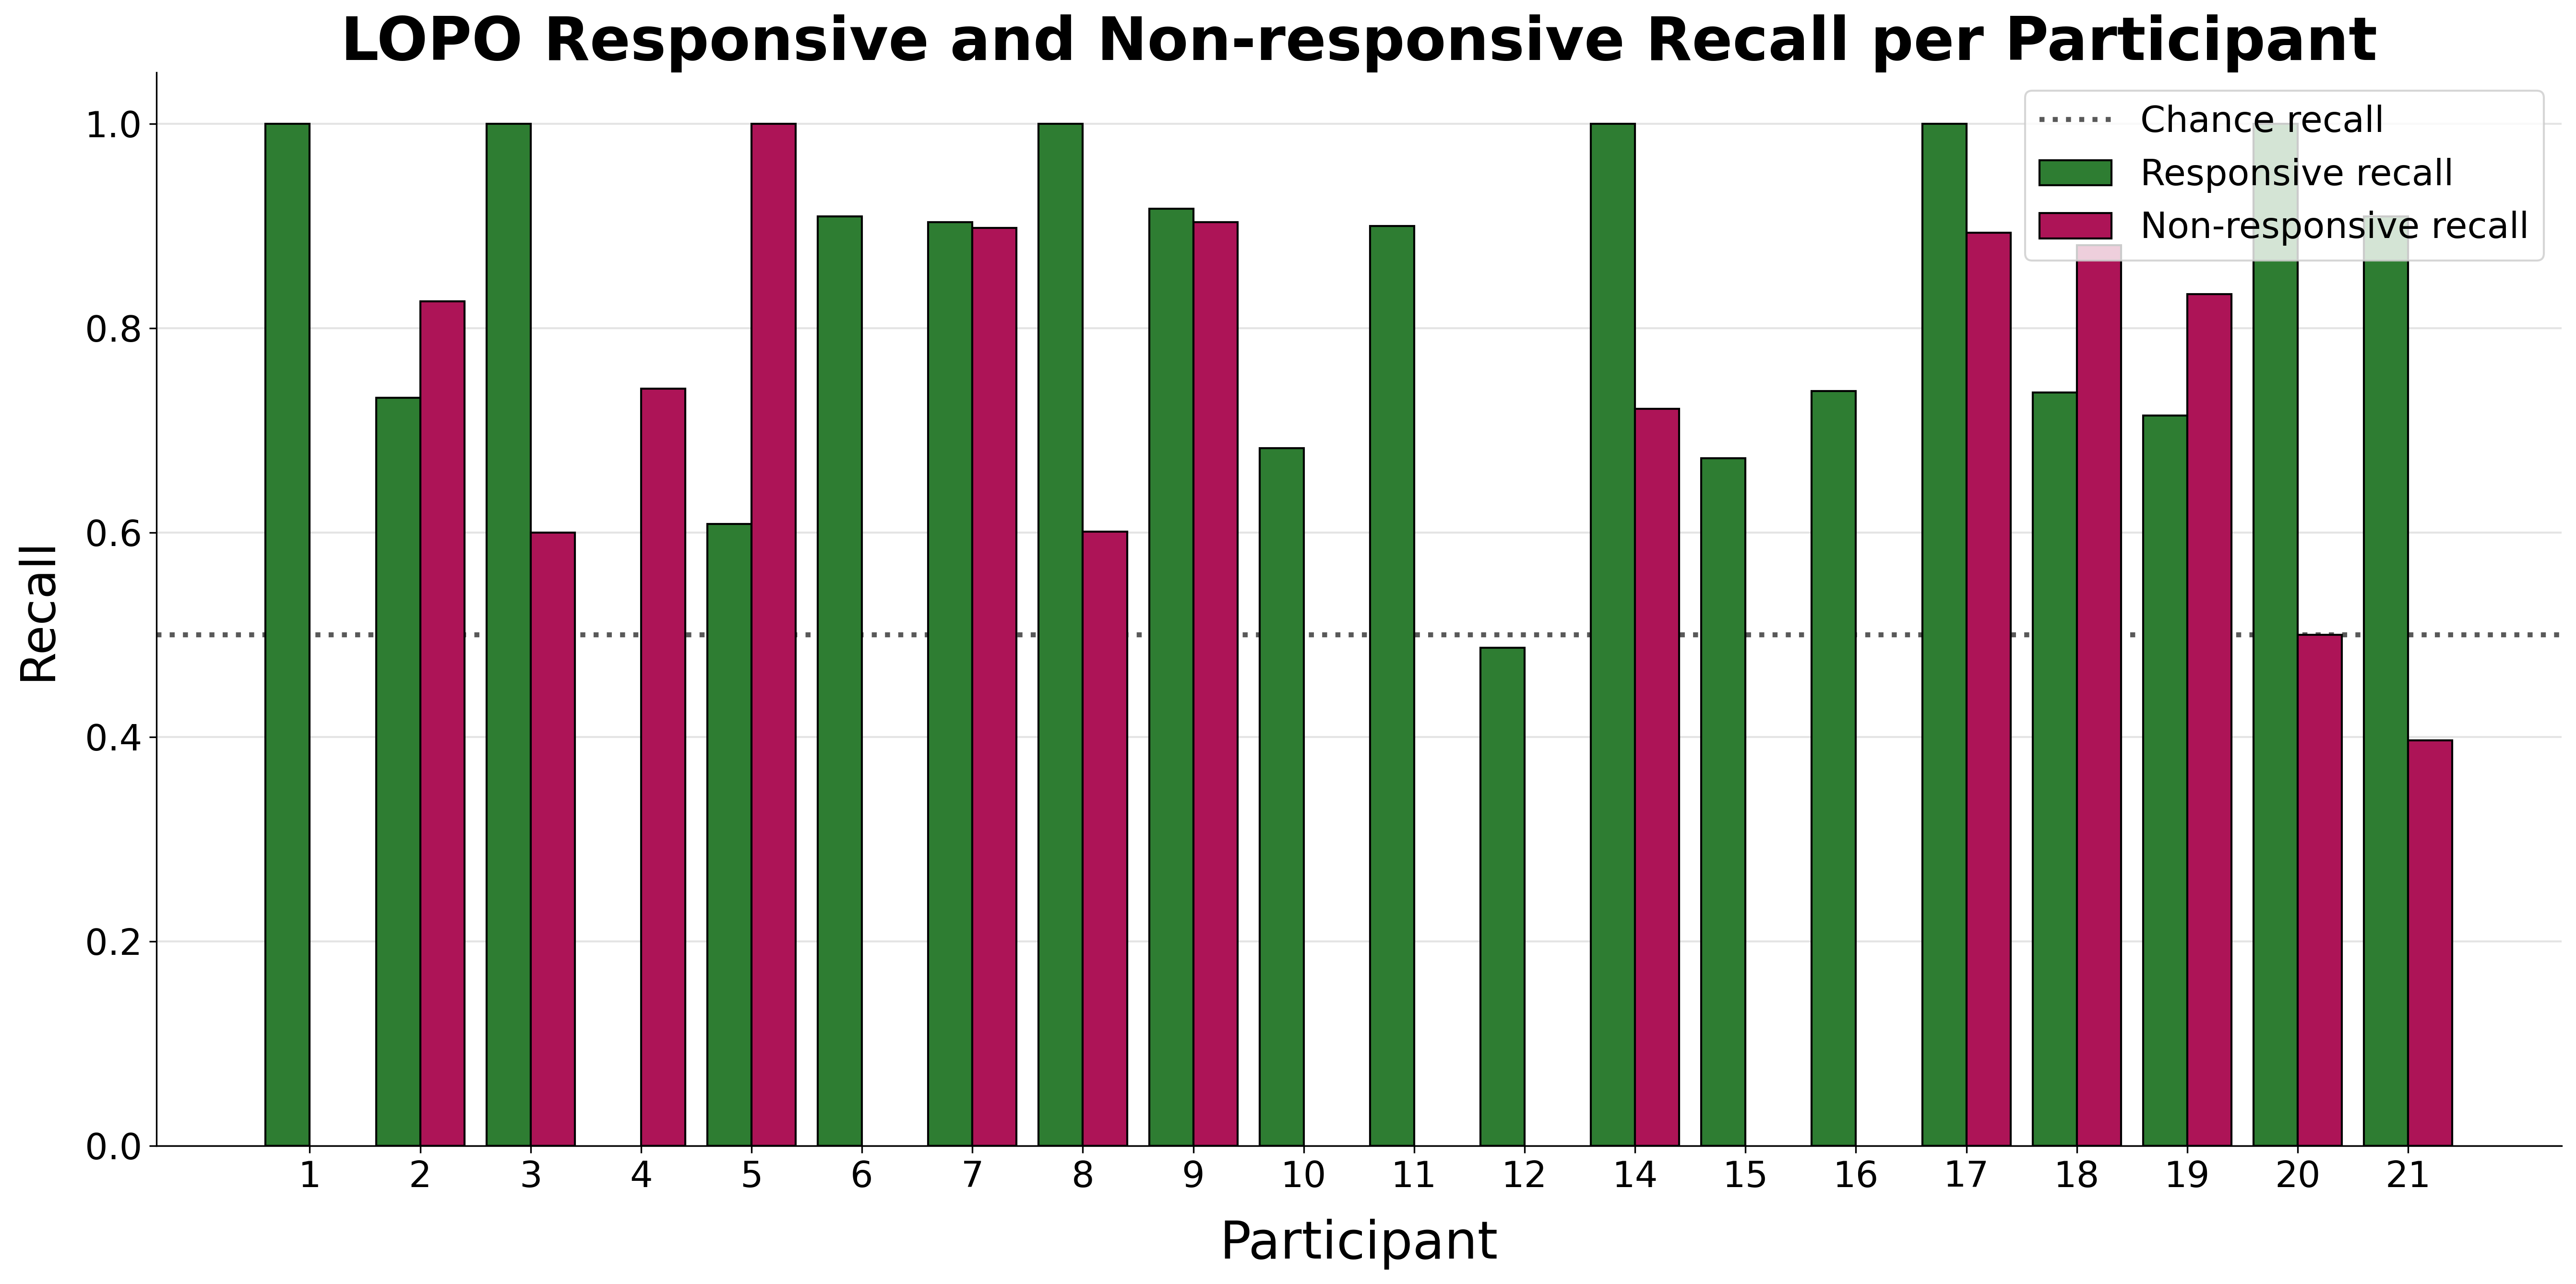 LOPO Responsive and Non-responsive Recall per Participant
Chance recall
Responsive recall
Non-responsive recall
Recall
1.0
0.8
0.6
0.4
0.2
0.0
1 2 3 4 5 6 7 8 9 10 11 12 14 15 16 17 18 19 20 21
Participant